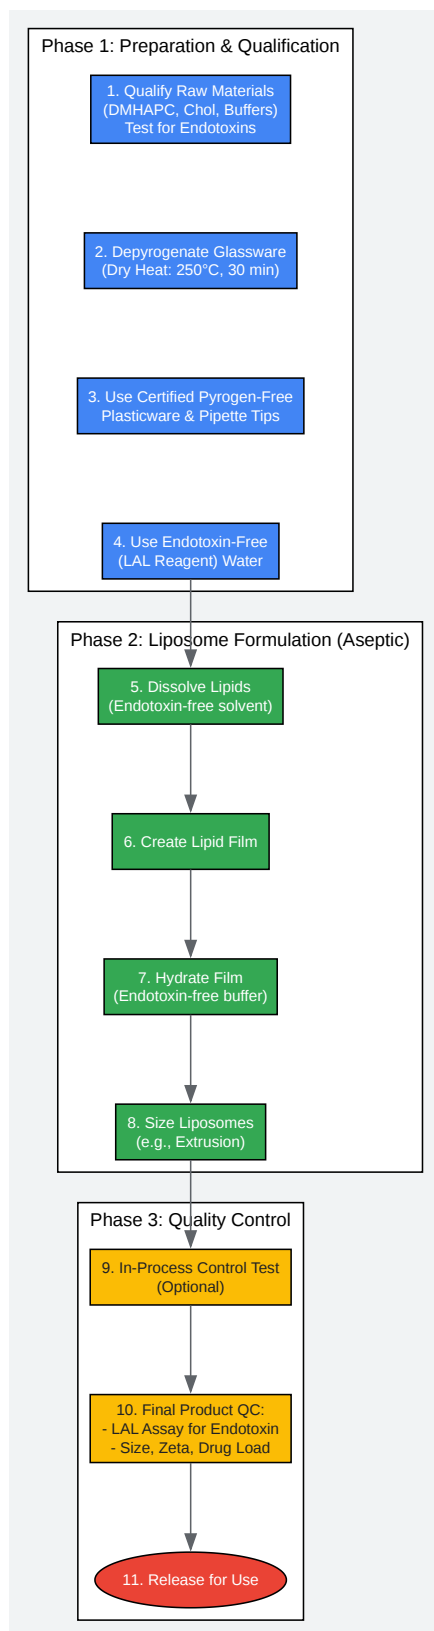 Phase 1: Preparation & Qualification
1. Qualify Raw Materials
(DMHAPC, Chol, Buffers)
Test for Endotoxins
2. Depyrogenate Glassware
(Dry Heat: 250°C, 30 min)
3. Use Certified Pyrogen-Free
Plasticware & Pipette Tips
4. Use Endotoxin-Free
(LAL Reagent) Water
Phase 2: Liposome Formulation (Aseptic)
5. Dissolve Lipids
(Endotoxin-free solvent)
6. Create Lipid Film
7. Hydrate Film
(Endotoxin-free buffer)
8. Size Liposomes
(e.g., Extrusion)
Phase 3: Quality Control
9. In-Process Control Test
(Optional)
10. Final Product QC:
- LAL Assay for Endotoxin
- Size, Zeta, Drug Load
11. Release for Use